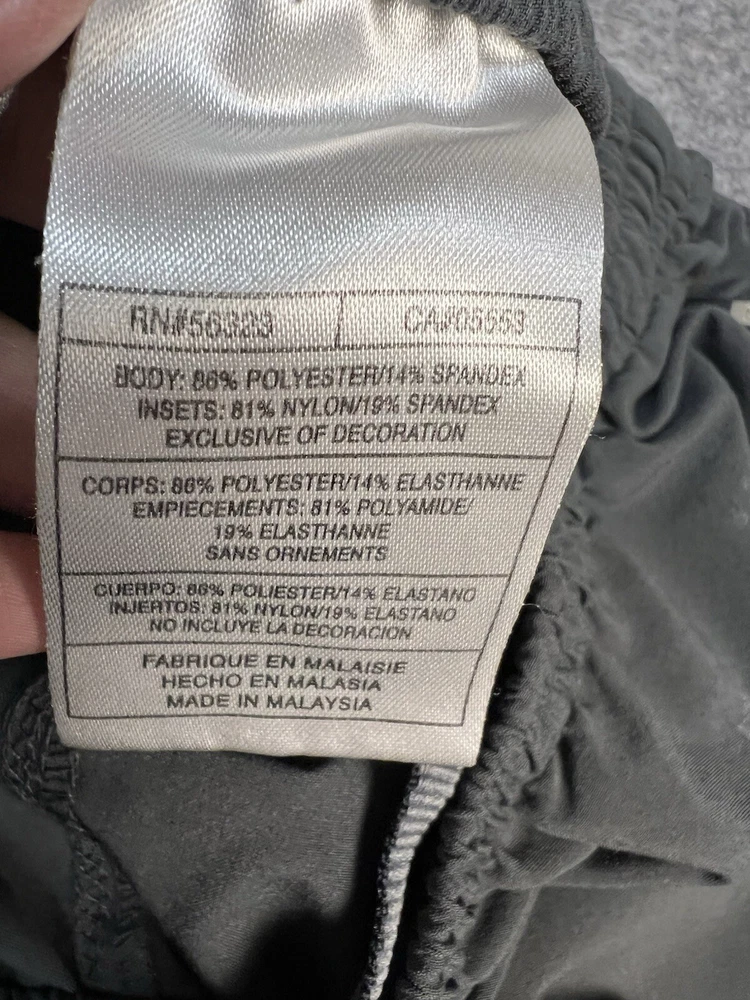 RN#56323 CA#05553
BODY: 86% POLYESTER/14% SPANDEX
INSETS: 81% NYLON/19% SPANDEX
EXCLUSIVE OF DECORATION
CORPS: 86% POLYESTER/14% ELASTHANNE
EMPIECEMENTS: 81% POLYAMIDE/
19% ELASTHANNE
SANS ORNEMENTS
CUERPO: 86% POLIESTER/14% ELASTANO
INJERTOS: 81% NYLON/19% ELASTANO
NO INCLUYE LA DECORACION
FABRIQUE EN MALAISIE
HECHO EN MALASIA
MADE IN MALAYSIA